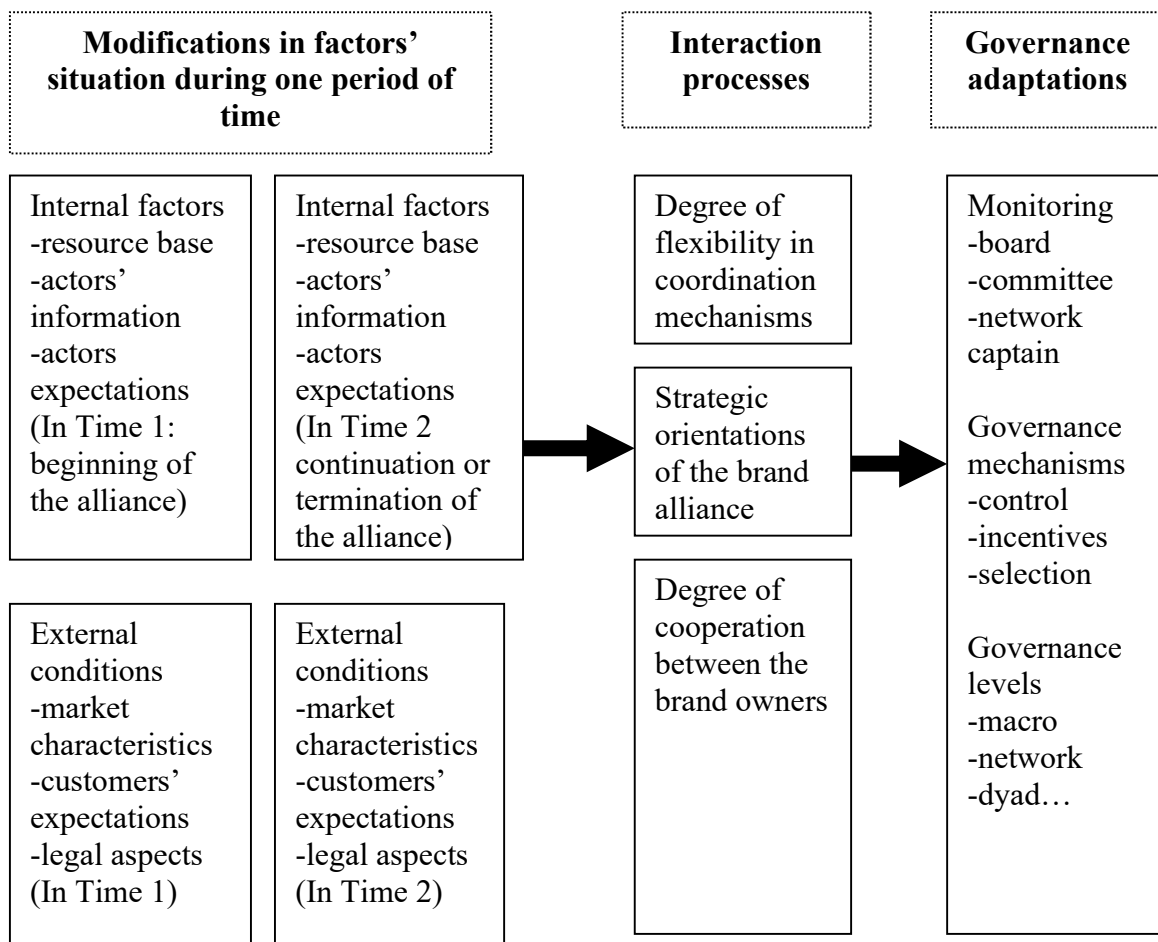 Modifications in factors’
situation during one period of
time
Interaction
processes
Governance
adaptations
Internal factors
-resource base
-actors’
information
-actors
expectations
(In Time 1:
beginning of
the alliance)
Internal factors
-resource base
-actors’
information
-actors
expectations
(In Time 2
continuation or
termination of
the alliance)
External
conditions
-market
characteristics
-customers’
expectations
-legal aspects
(In Time 1)
External
conditions
-market
characteristics
-customers’
expectations
-legal aspects
(In Time 2)
Degree of
flexibility in
coordination
mechanisms
Strategic
orientations
of the brand
alliance
Degree of
cooperation
between the
brand owners
Monitoring
-board
-committee
-network
captain
Governance
mechanisms
-control
-incentives
-selection
Governance
levels
-macro
-network
-dyad…